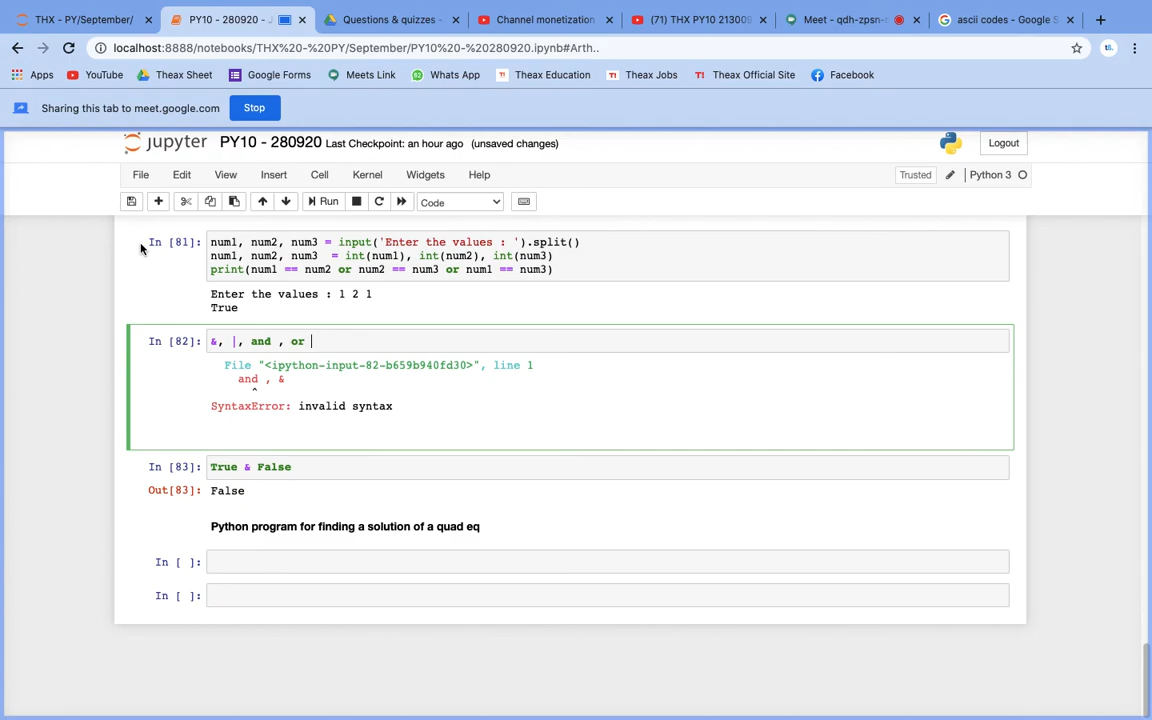 THX - PY/September/
PY10 - 280920 - J
Questions & quizzes -
Channel monetization
(71) THX PY10 213009
Meet - qdh-zpsn-
ascii codes - Google S
localhost:8888/notebooks/THX%20-%20PY/September/PY10%20-%20280920.ipynb#Arth..
Apps
YouTube
Theax Sheet
Google Forms
Meets Link
Whats App
Theax Education
Theax Jobs
Theax Official Site
Facebook
Sharing this tab to meet.google.com
Stop
jupyter PY10 - 280920 Last Checkpoint: an hour ago (unsaved changes)
Logout
File Edit View Insert Cell Kernel Widgets Help
Trusted
Python 3
Run
Code
In [81]: num1, num2, num3 = input('Enter the values : ').split()
num1, num2, num3  = int(num1), int(num2), int(num3)
print(num1 == num2 or num2 == num3 or num1 == num3)
Enter the values : 1 2 1
True
In [82]: &, |, and , or
File "<ipython-input-82-b659b940fd30>", line 1
and , &
^
SyntaxError: invalid syntax
In [83]: True & False
Out[83]: False
Python program for finding a solution of a quad eq
In [ ]:
In [ ]: